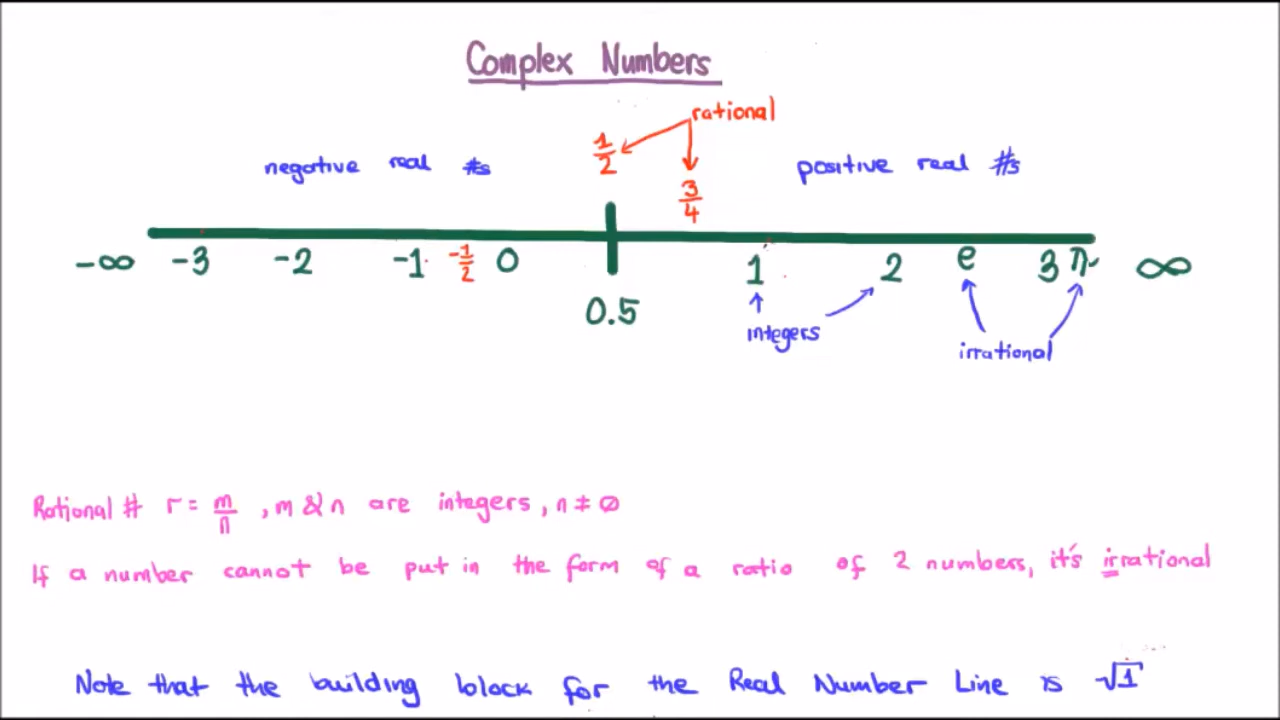 Complex Numbers
rational
1/2
negative real #s
positive real #s
3/4
-∞ -3 -2 -1 -1/2 0 1 2 e 3 π ∞
0.5
integers
irrational
Rational # r = m/n , m & n are integers, n ≠ 0
If a number cannot be put in the form of a ratio of 2 numbers, it's irrational
Note that the building block for the Real Number Line is √1